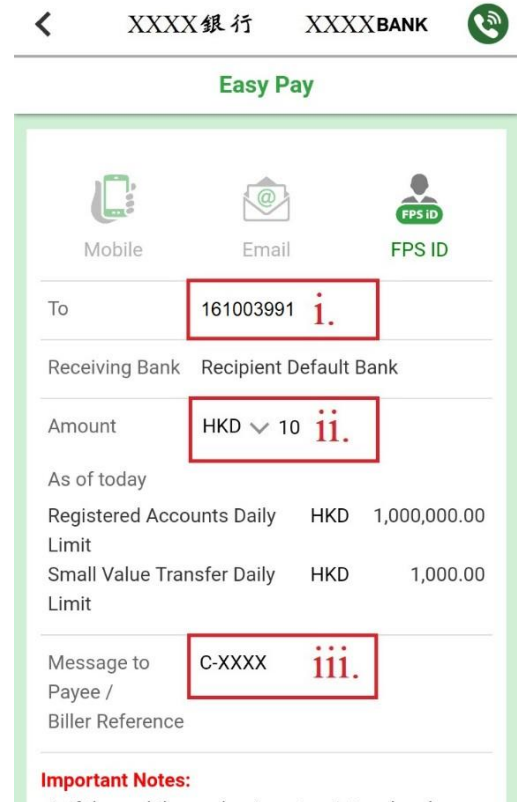 XXXX銀行 XXXXBANK
Easy Pay
@
FPS iD
Mobile Email FPS ID
To 161003991 i.
Receiving Bank Recipient Default Bank
Amount HKD 10 ii.
As of today
Registered Accounts Daily HKD 1,000,000.00
Limit
Small Value Transfer Daily HKD 1,000.00
Limit
Message to C-XXXX iii.
Payee /
Biller Reference
Important Notes: